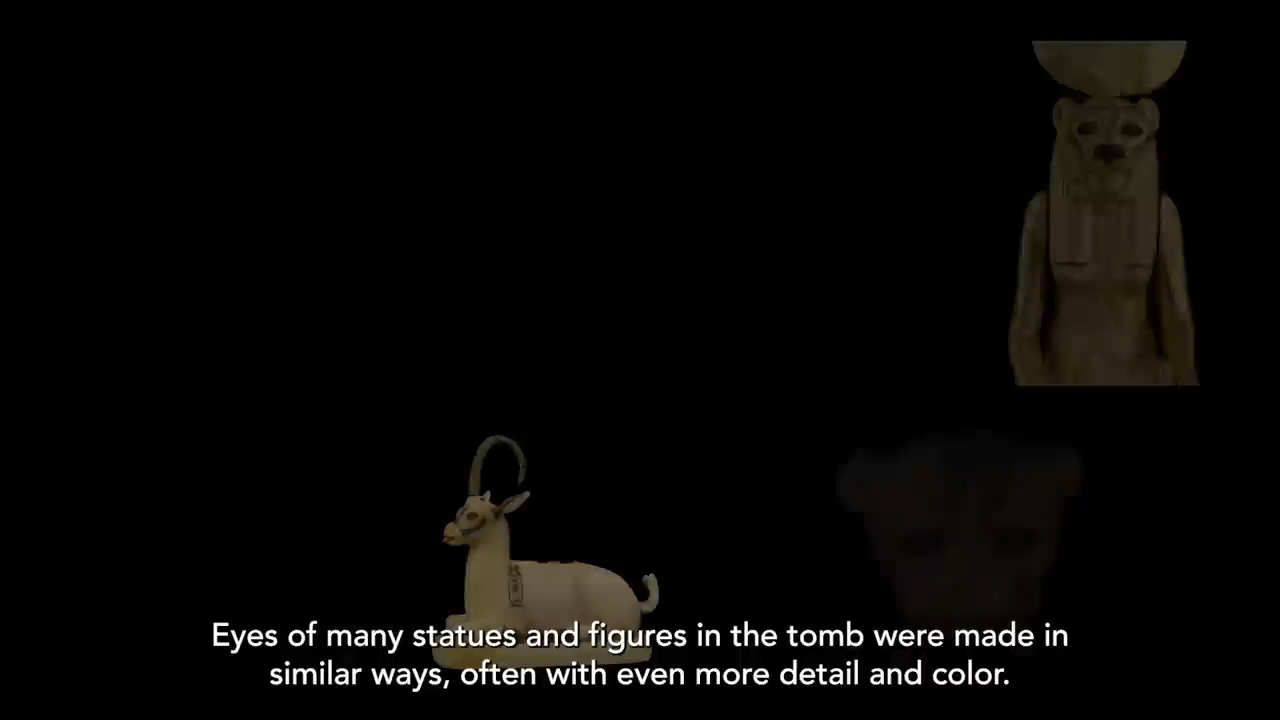 Eyes of many statues and figures in the tomb were made in
similar ways, often with even more detail and color.